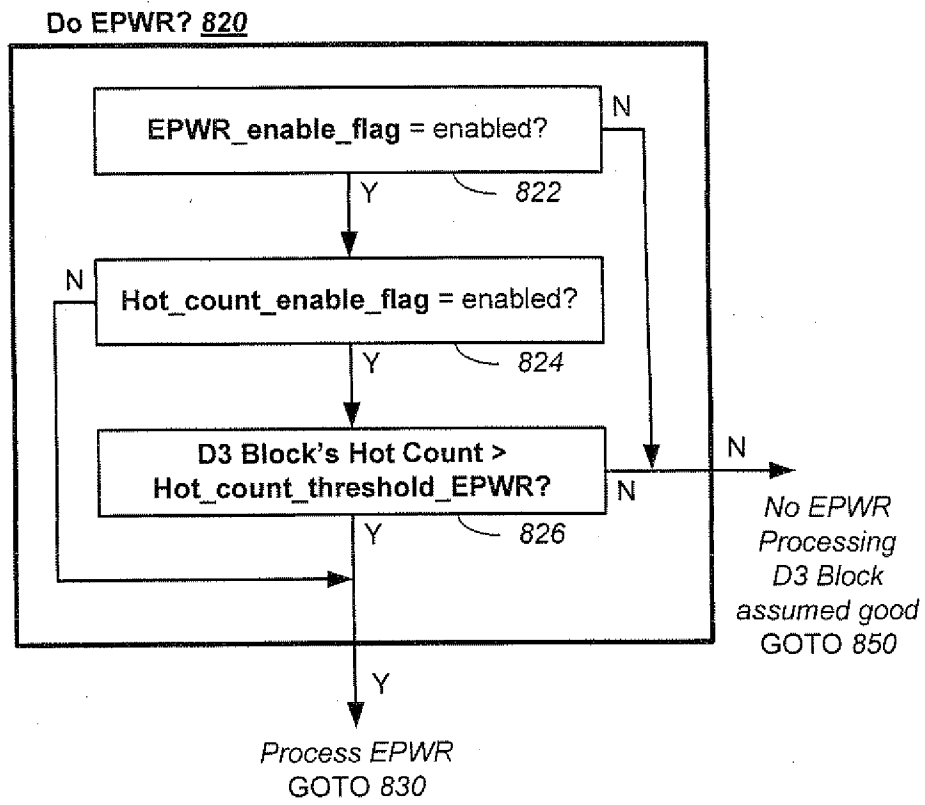 Do EPWR? 820
EPWR_enable_flag = enabled?
N
Y
822
Hot_count_enable_flag = enabled?
N
Y
824
D3 Block's Hot Count >
Hot_count_threshold_EPWR?
N
N
Y
826
No EPWR
Processing
D3 Block
assumed good
GOTO 850
Y
Process EPWR
GOTO 830